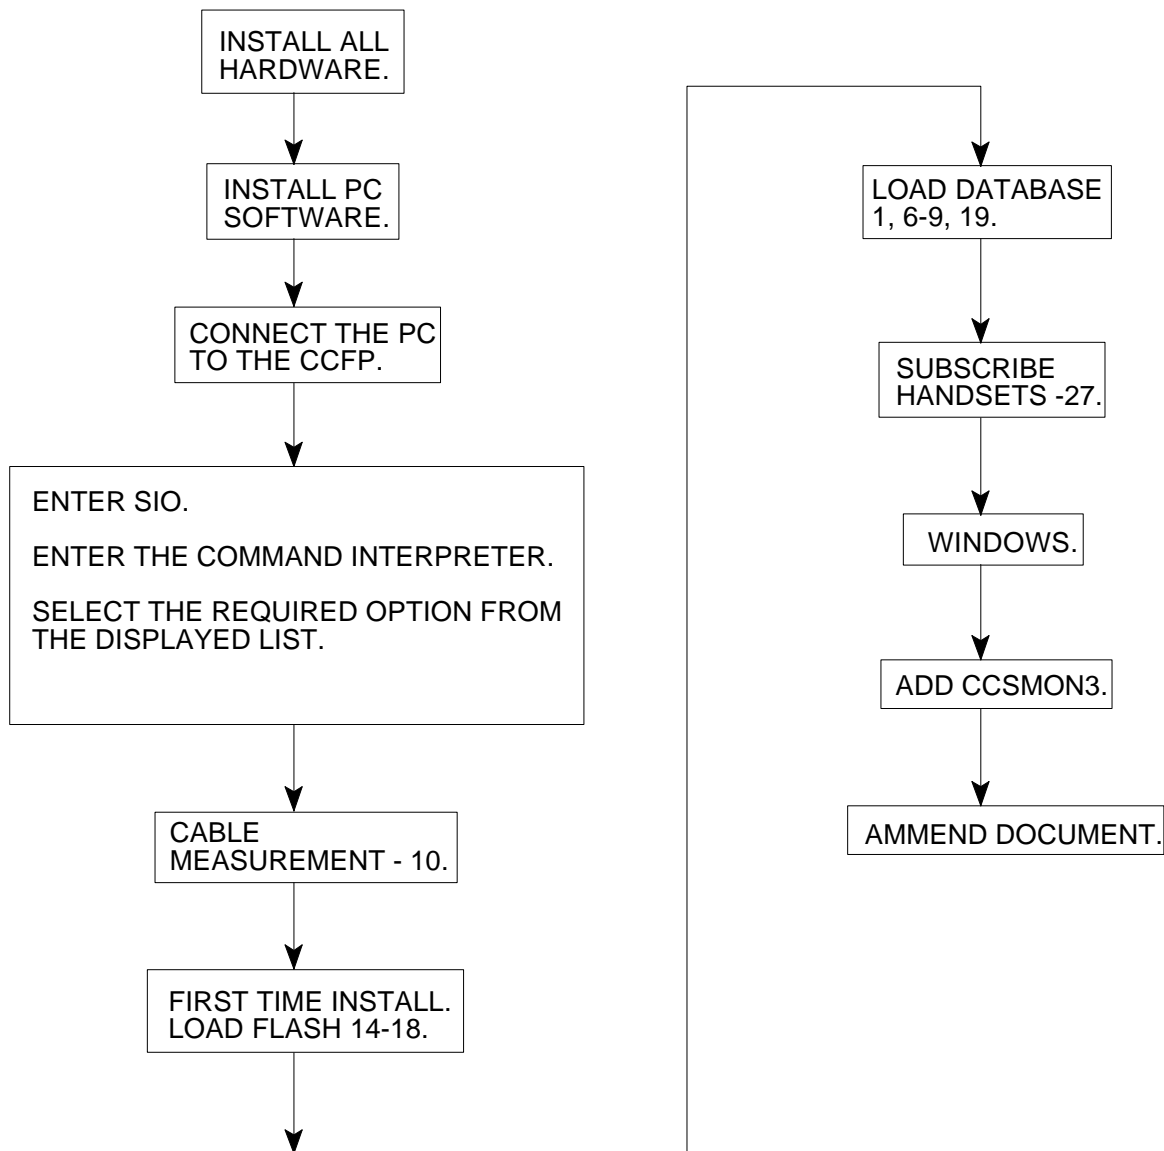 INSTALL ALL
HARDWARE.
INSTALL PC
SOFTWARE.
CONNECT THE PC
TO THE CCFP.
ENTER SIO.
ENTER THE COMMAND INTERPRETER.
SELECT THE REQUIRED OPTION FROM
THE DISPLAYED LIST.
CABLE
MEASUREMENT - 10.
FIRST TIME INSTALL.
LOAD FLASH 14-18.
LOAD DATABASE
1, 6-9, 19.
SUBSCRIBE
HANDSETS -27.
WINDOWS.
ADD CCSMON3.
AMMEND DOCUMENT.